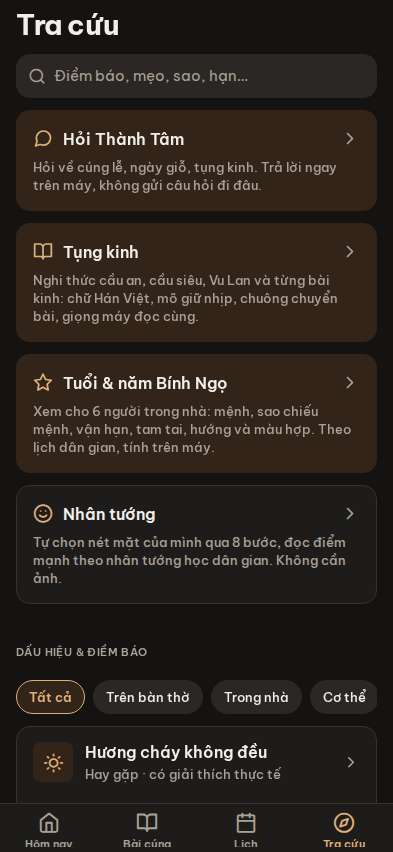 Tra cứu
Điềm báo, mẹo, sao, hạn...
Hỏi Thành Tâm
Hỏi về cúng lễ, ngày giỗ, tụng kinh. Trả lời ngay
trên máy, không gửi câu hỏi đi đâu.
Tụng kinh
Nghi thức cầu an, cầu siêu, Vu Lan và từng bài
kinh: chữ Hán Việt, mõ giữ nhịp, chuông chuyển
bài, giọng máy đọc cùng.
Tuổi & năm Bính Ngọ
Xem cho 6 người trong nhà: mệnh, sao chiếu
mệnh, vận hạn, tam tai, hướng và màu hợp. Theo
lịch dân gian, tính trên máy.
Nhân tướng
Tự chọn nét mặt của mình qua 8 bước, đọc điểm
mạnh theo nhân tướng học dân gian. Không cần
ảnh.
DẤU HIỆU & ĐIỀM BÁO
Tất cả Trên bàn thờ Trong nhà Cơ thể
Hương cháy không đều
Hay gặp · có giải thích thực tế
Hôm nay Bài cúng Lịch Tra cứu